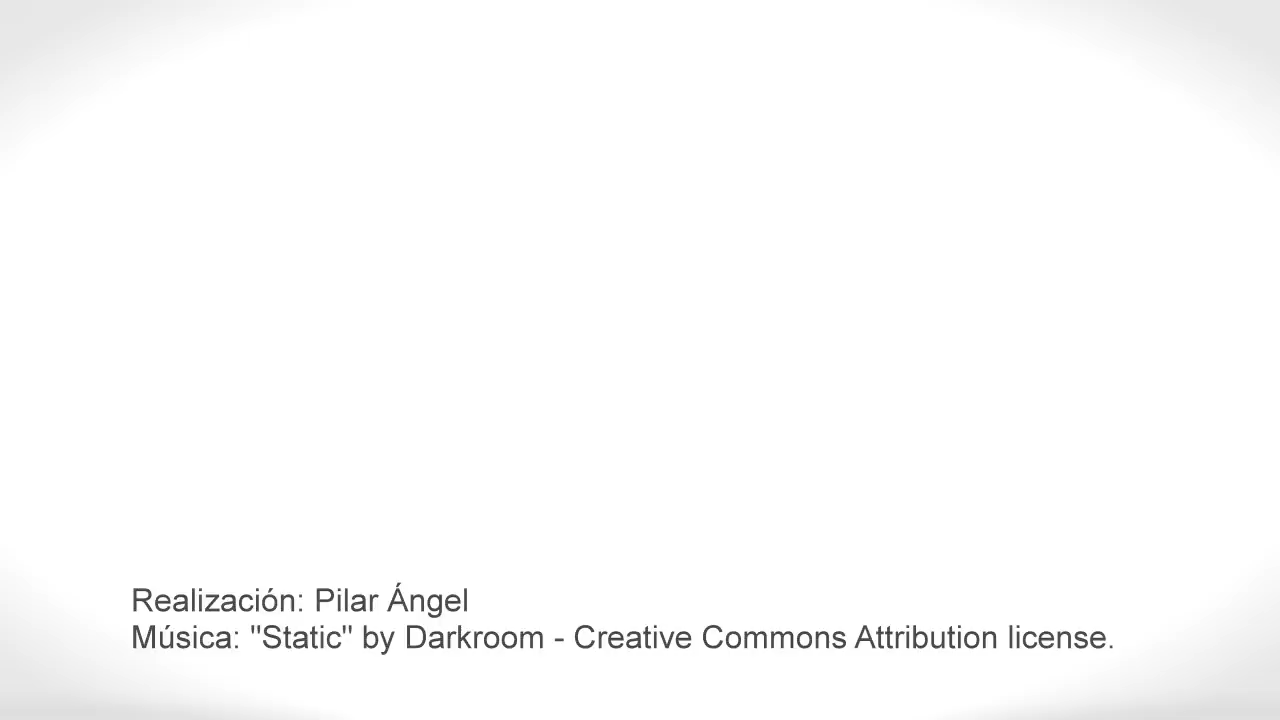 Realización: Pilar Ángel
Música: "Static" by Darkroom - Creative Commons Attribution license.